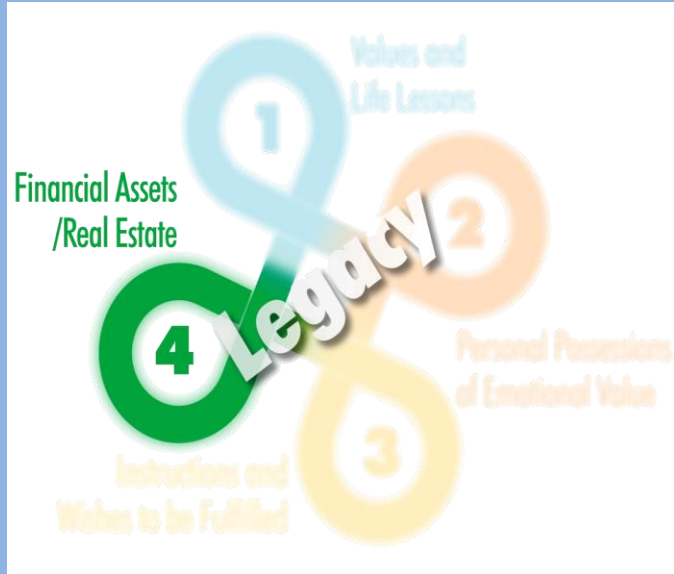 Values and
Life Lessons
1
Financial Assets
/Real Estate
2
Legacy
4
Personal Possessions
of Emotional Value
3
Instructions and
Wishes to be Fulfilled